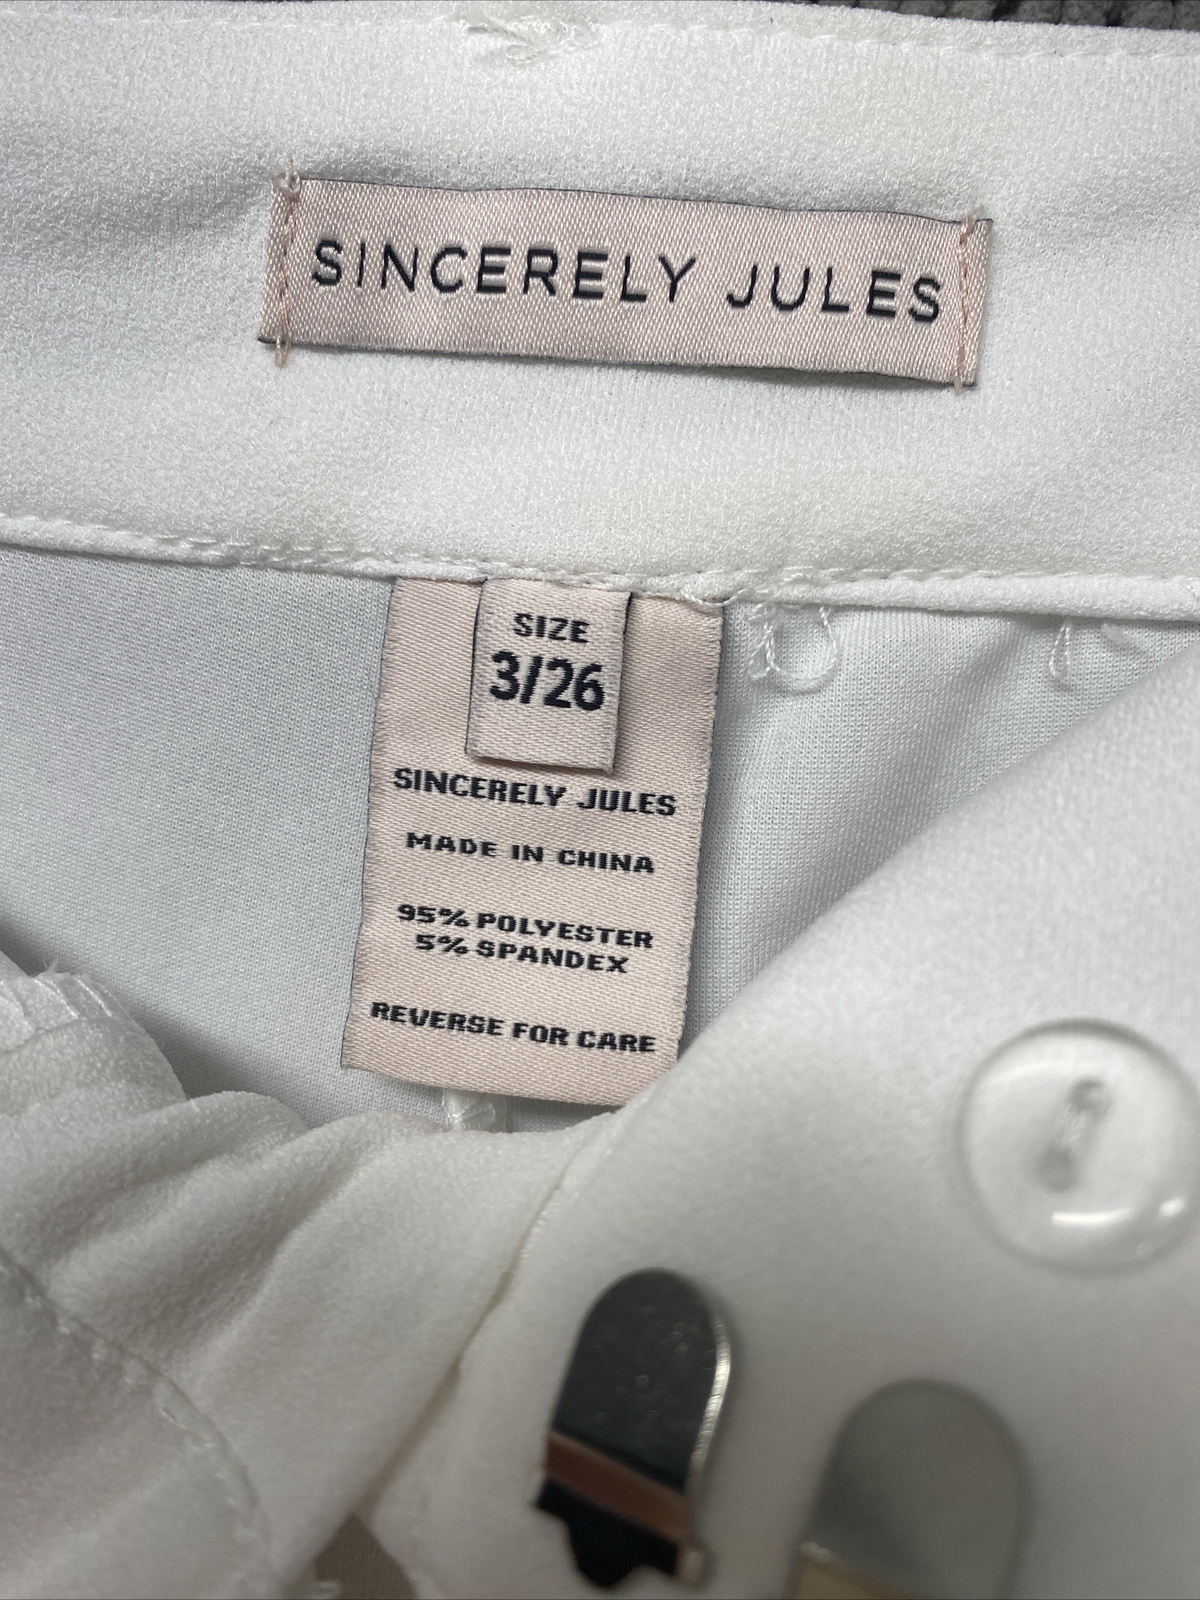 SINCERELY JULES
SIZE
3/26
SINCERELY JULES
MADE IN CHINA
95% POLYESTER
5% SPANDEX
REVERSE FOR CARE